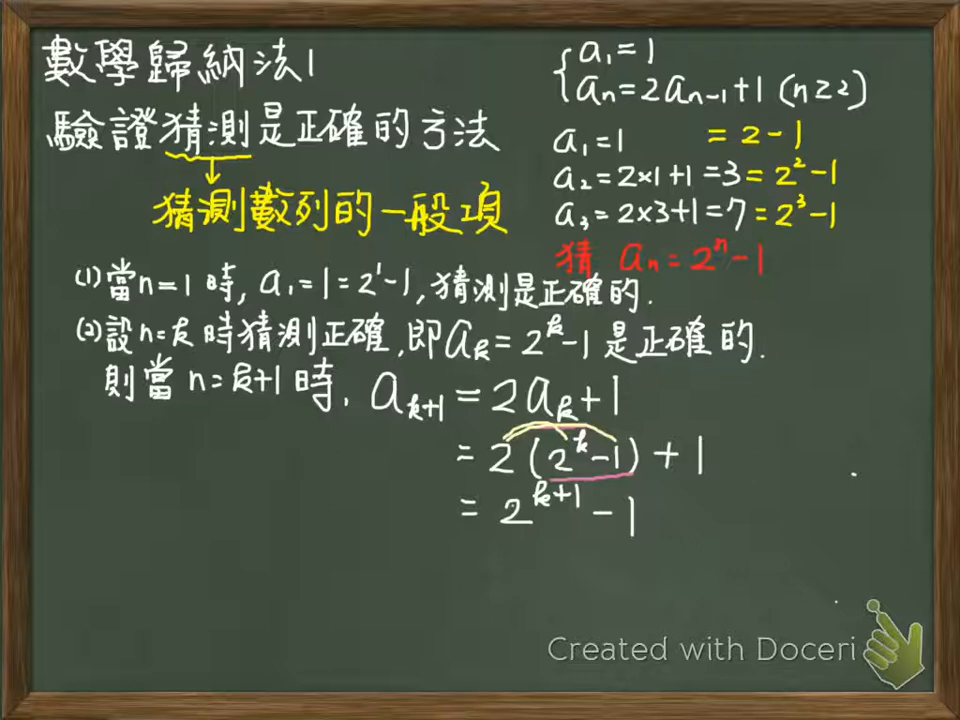 數學歸納法1
驗證猜測是正確的方法
猜測數列的一般項
a₁=1
aₙ=2aₙ₋₁+1 (n≥2)
a₁=1 =2-1
a₂=2×1+1=3=2²-1
a₃=2×3+1=7=2³-1
猜 aₙ=2ⁿ-1
(1)當n=1時, a₁=1=2¹-1,猜測是正確的.
(2)設n=k時猜測正確,即aₖ=2ᵏ-1是正確的.
則當n=k+1時, aₖ₊₁=2aₖ+1
=2(2ᵏ-1)+1
=2ᵏ⁺¹-1
Created with Doceri